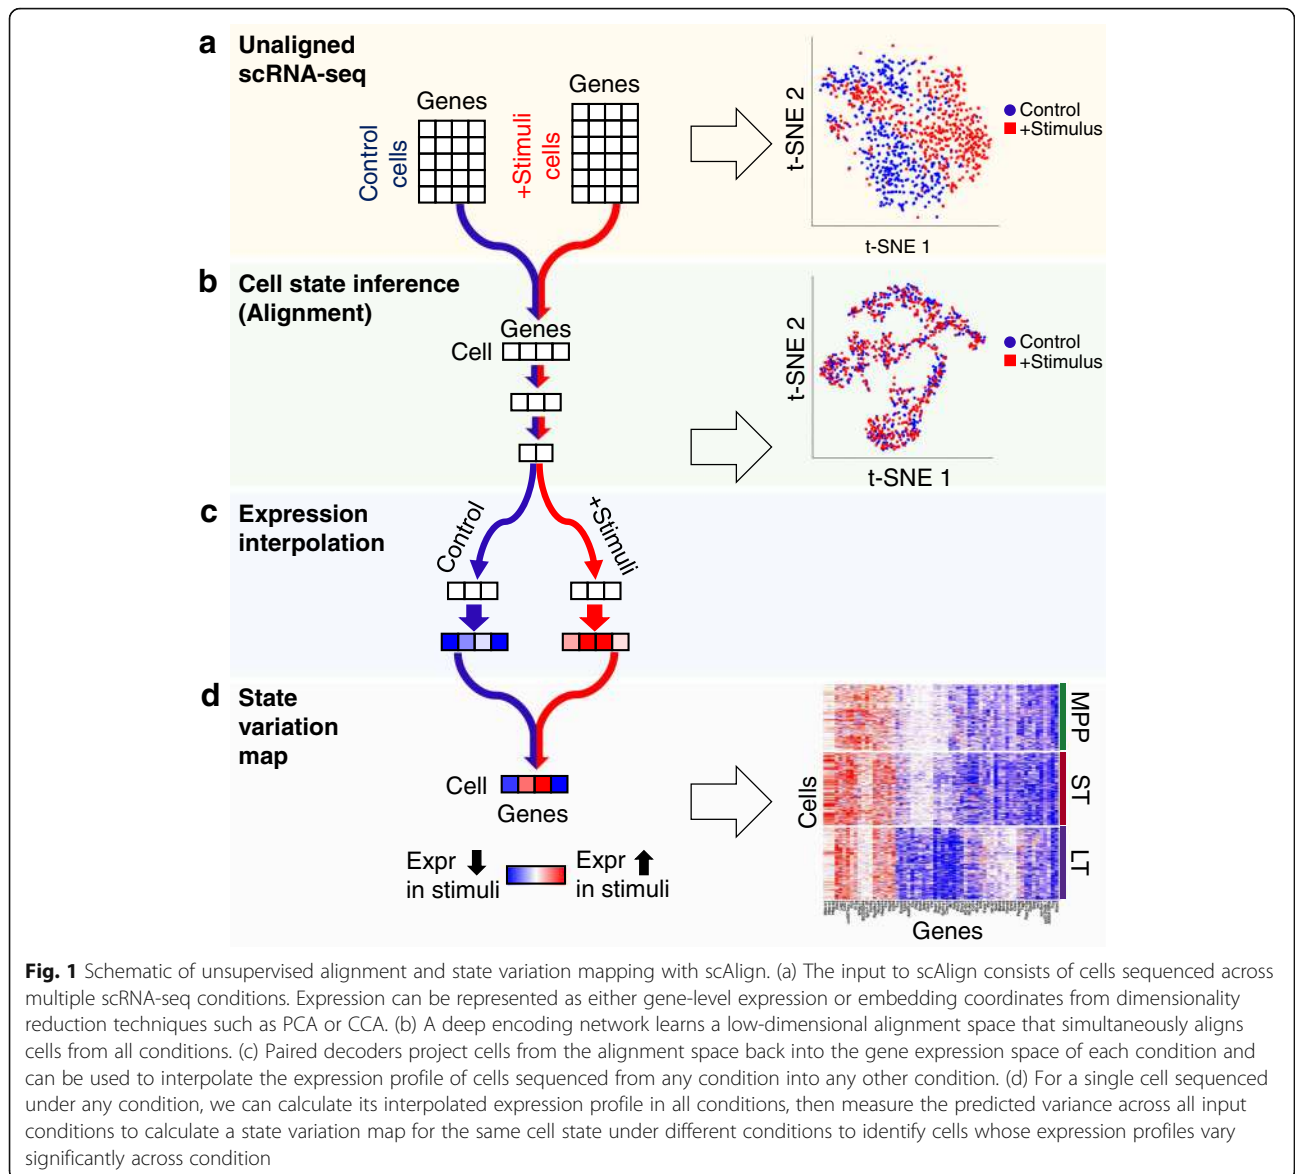 a Unaligned
scRNA-seq
Genes
Genes
Control
cells
+Stimuli
cells
t-SNE 2
t-SNE 1
Control
+Stimulus
b Cell state inference
(Alignment)
Genes
Cell
t-SNE 2
t-SNE 1
Control
+Stimulus
c Expression
interpolation
Control
+Stimuli
d State
variation
map
Cell
Genes
Expr
in stimuli
Expr
in stimuli
Cells
MPP
ST
LT
Genes
Fig. 1 Schematic of unsupervised alignment and state variation mapping with scAlign. (a) The input to scAlign consists of cells sequenced across
multiple scRNA-seq conditions. Expression can be represented as either gene-level expression or embedding coordinates from dimensionality
reduction techniques such as PCA or CCA. (b) A deep encoding network learns a low-dimensional alignment space that simultaneously aligns
cells from all conditions. (c) Paired decoders project cells from the alignment space back into the gene expression space of each condition and
can be used to interpolate the expression profile of cells sequenced from any condition into any other condition. (d) For a single cell sequenced
under any condition, we can calculate its interpolated expression profile in all conditions, then measure the predicted variance across all input
conditions to calculate a state variation map for the same cell state under different conditions to identify cells whose expression profiles vary
significantly across condition